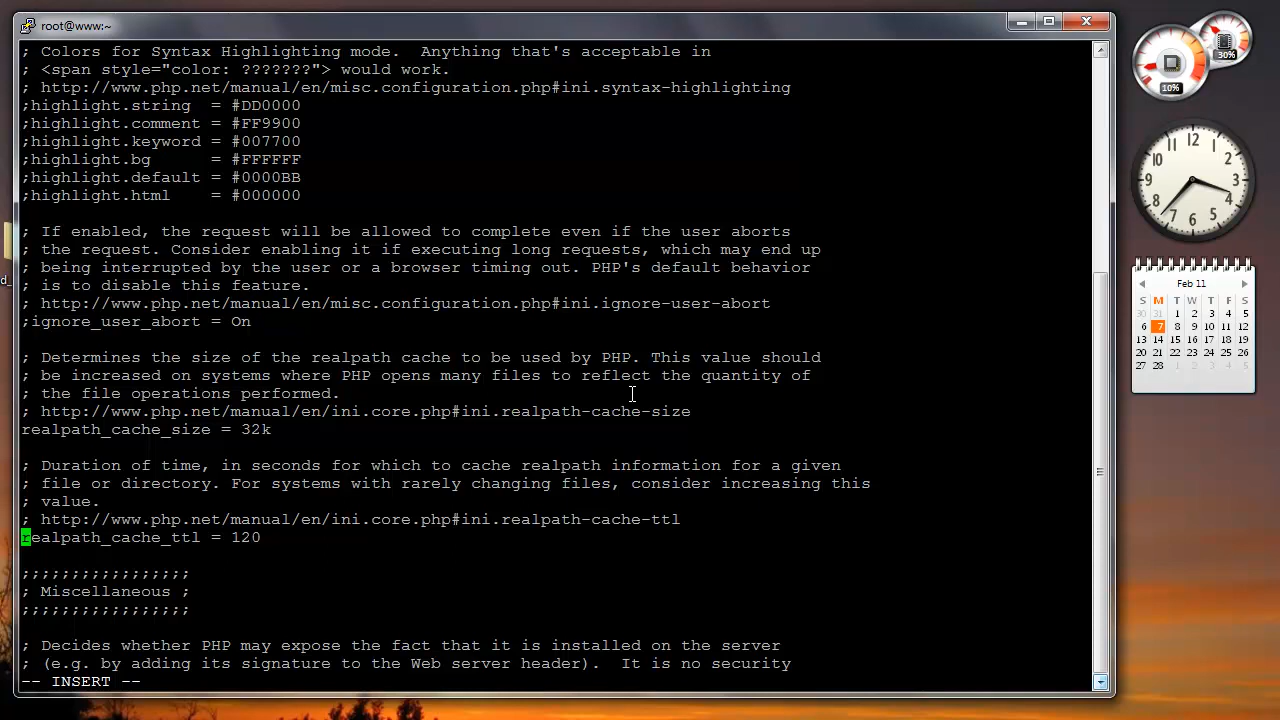 root@www:~
; Colors for Syntax Highlighting mode.  Anything that's acceptable in
; <span style="color: ???????"> would work.
; http://www.php.net/manual/en/misc.configuration.php#ini.syntax-highlighting
;highlight.string  = #DD0000
;highlight.comment = #FF9900
;highlight.keyword = #007700
;highlight.bg      = #FFFFFF
;highlight.default = #0000BB
;highlight.html    = #000000
; If enabled, the request will be allowed to complete even if the user aborts
; the request. Consider enabling it if executing long requests, which may end up
; being interrupted by the user or a browser timing out. PHP's default behavior
; is to disable this feature.
; http://www.php.net/manual/en/misc.configuration.php#ini.ignore-user-abort
;ignore_user_abort = On
; Determines the size of the realpath cache to be used by PHP. This value should
; be increased on systems where PHP opens many files to reflect the quantity of
; the file operations performed.
; http://www.php.net/manual/en/ini.core.php#ini.realpath-cache-size
realpath_cache_size = 32k
; Duration of time, in seconds for which to cache realpath information for a given
; file or directory. For systems with rarely changing files, consider increasing this
; value.
; http://www.php.net/manual/en/ini.core.php#ini.realpath-cache-ttl
realpath_cache_ttl = 120
;;;;;;;;;;;;;;;;;
; Miscellaneous ;
;;;;;;;;;;;;;;;;;
; Decides whether PHP may expose the fact that it is installed on the server
; (e.g. by adding its signature to the Web server header).  It is no security
-- INSERT --
d_
30%
10%
12
11 1
10 2
9 3
8 4
7 5
6
Feb 11
S M T W T F S
30 31 1 2 3 4 5
6 7 8 9 10 11 12
13 14 15 16 17 18 19
20 21 22 23 24 25 26
27 28